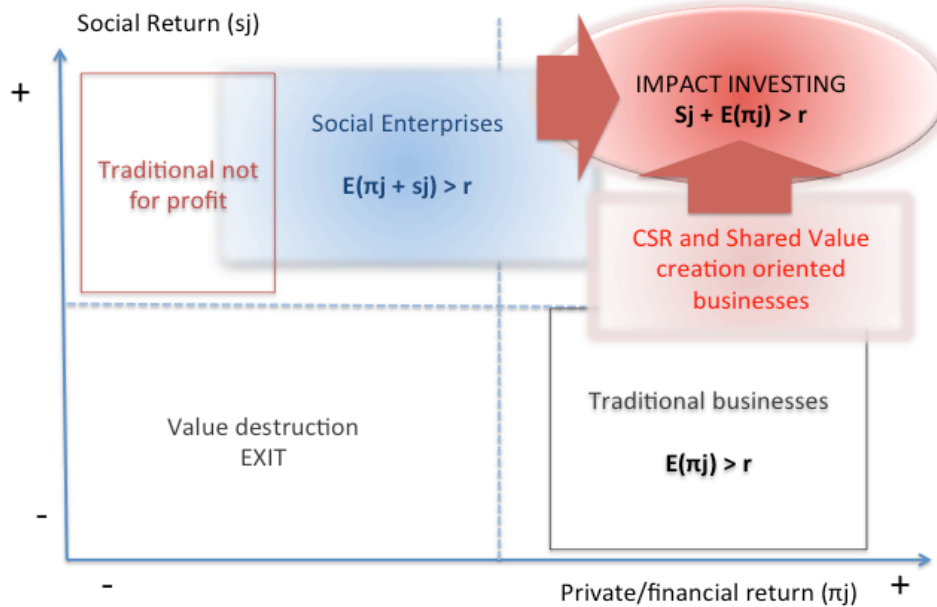 Social Return (sj)
+
IMPACT INVESTING
Sj + E(πj) > r
Social Enterprises
E(πj + sj) > r
Traditional not
for profit
CSR and Shared Value
creation oriented
businesses
Traditional businesses
E(πj) > r
Value destruction
EXIT
-
-
Private/financial return (πj)
+